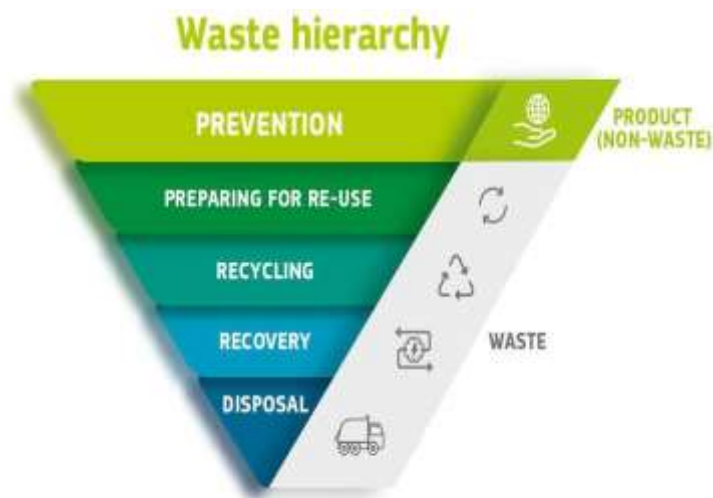 Waste hierarchy
PREVENTION
PRODUCT
(NON-WASTE)
PREPARING FOR RE-USE
RECYCLING
RECOVERY
WASTE
DISPOSAL